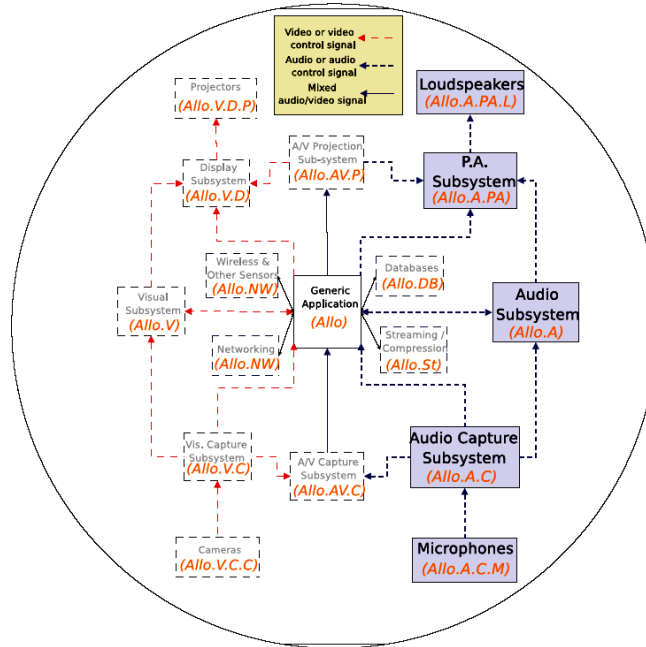 Video or video
control signal
Audio or audio
control signal
Mixed
audio/video signal
Projectors
(Allo.V.D.P)
Loudspeakers
(Allo.A.PA.L)
A/V Projection
Sub-system
(Allo.AV.P)
Display
Subsystem
(Allo.V.D)
P.A.
Subsystem
(Allo.A.PA)
Wireless &
Other Sensors
(Allo.NW)
Databases
(Allo.DB)
Generic
Application
(Allo)
Visual
Subsystem
(Allo.V)
Audio
Subsystem
(Allo.A)
Networking
(Allo.NW)
Streaming /
Compression
(Allo.St)
Vis. Capture
Subsystem
(Allo.V.C)
A/V Capture
Subsystem
(Allo.AV.C)
Audio Capture
Subsystem
(Allo.A.C)
Cameras
(Allo.V.C.C)
Microphones
(Allo.A.C.M)